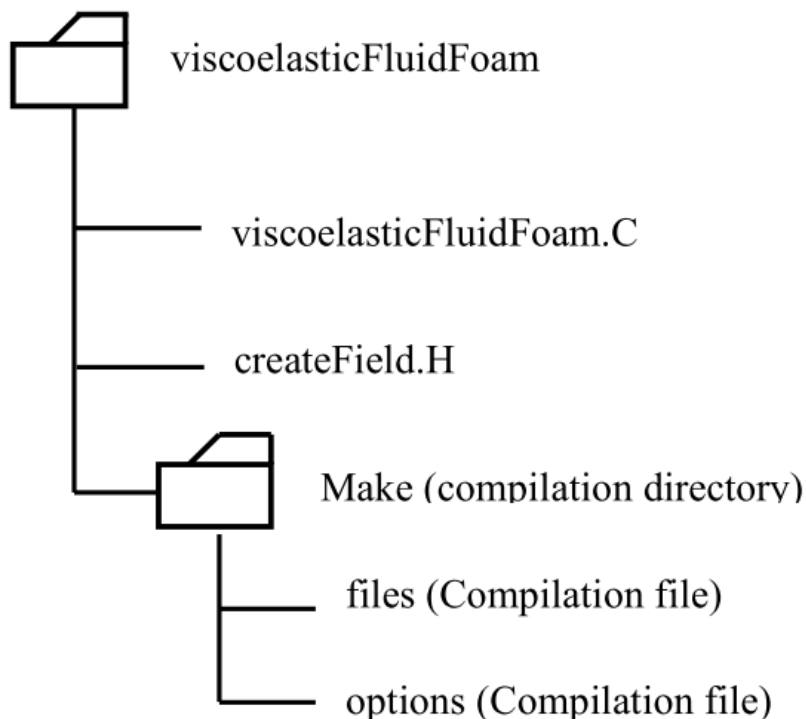 viscoelasticFluidFoam
viscoelasticFluidFoam.C
createField.H
Make (compilation directory)
files (Compilation file)
options (Compilation file)